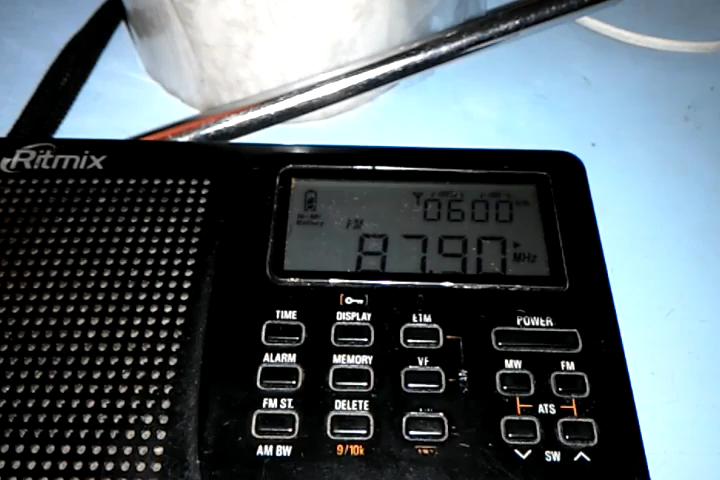 Ritmix
0600
FM
87.90 MHz
TIME DISPLAY ETM POWER
ALARM MEMORY VF MW FM
FM ST. DELETE ATS
AM BW 9/10k SW